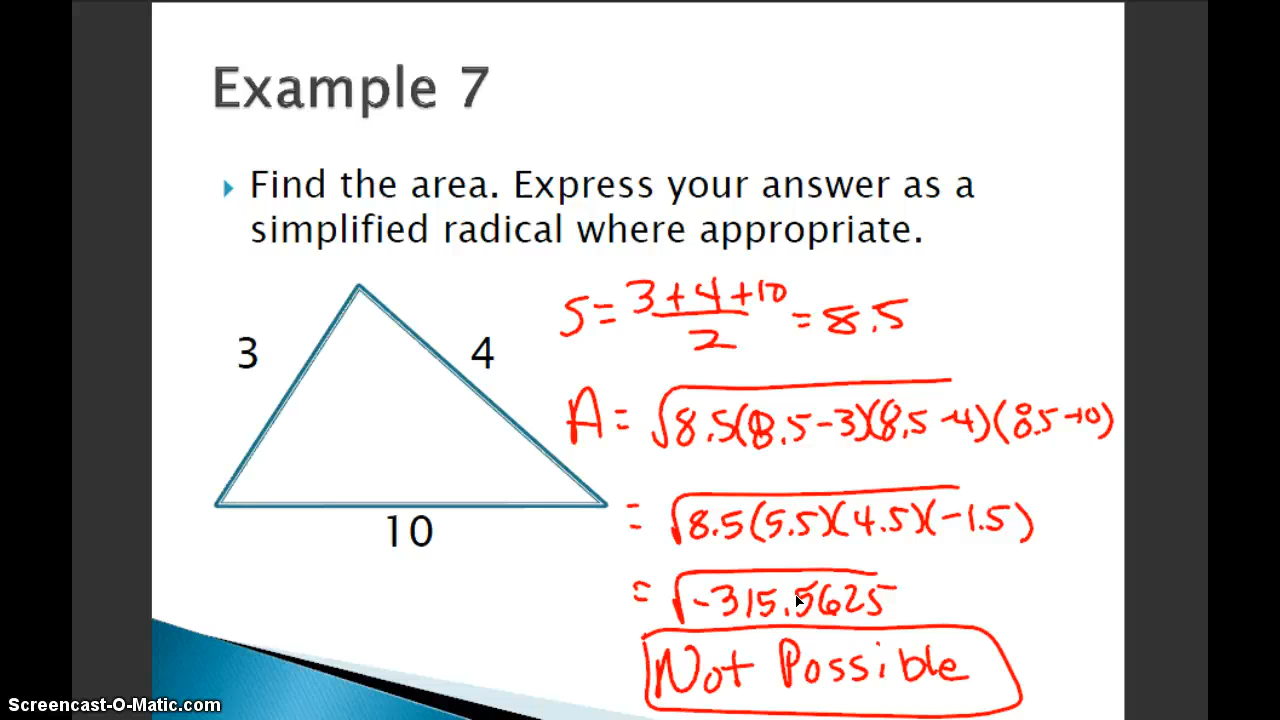 Example 7
Find the area. Express your answer as a
simplified radical where appropriate.
3
4
10
S = 3+4+10 / 2 = 8.5
A = √8.5(8.5-3)(8.5-4)(8.5-10)
= √8.5(5.5)(4.5)(-1.5)
= √-315.5625
Not Possible
Screencast-O-Matic.com